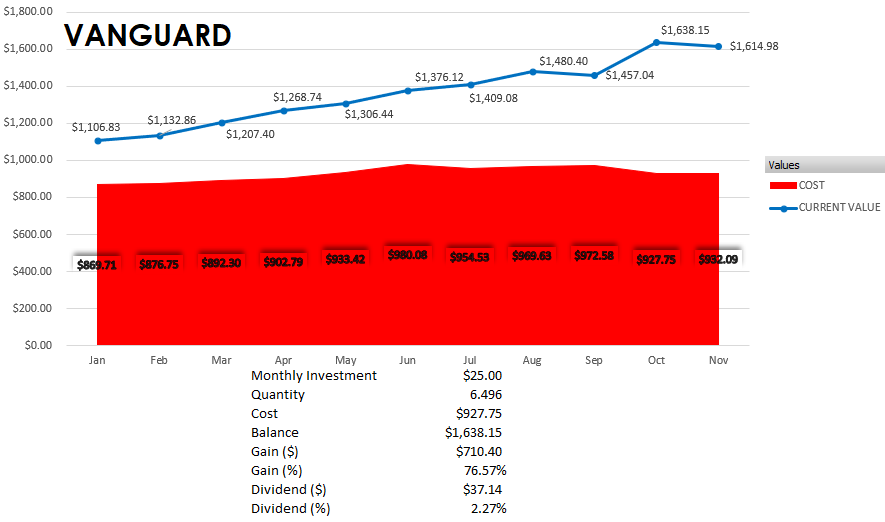 $1,800.00
VANGUARD
$1,600.00
$1,400.00
$1,200.00
$1,000.00
$800.00
$600.00
$400.00
$200.00
$0.00
$1,106.83
$1,132.86
$1,207.40
$1,268.74
$1,306.44
$1,376.12
$1,409.08
$1,480.40
$1,457.04
$1,638.15
$1,614.98
$869.71
$876.75
$892.30
$902.79
$933.42
$980.08
$954.53
$969.63
$972.58
$927.75
$932.09
Jan Feb Mar Apr May Jun Jul Aug Sep Oct Nov
Values
COST
CURRENT VALUE
Monthly Investment $25.00
Quantity 6.496
Cost $927.75
Balance $1,638.15
Gain ($) $710.40
Gain (%) 76.57%
Dividend ($) $37.14
Dividend (%) 2.27%